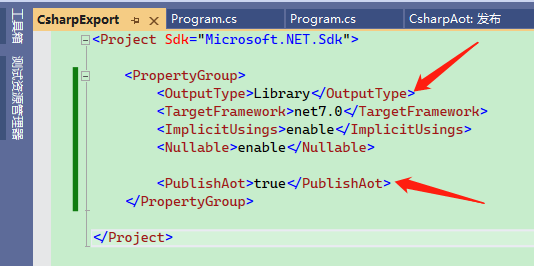 CsharpExport
Program.cs
Program.cs
CsharpAot: 发布
工具箱
测试资源管理器
<Project Sdk="Microsoft.NET.Sdk">
<PropertyGroup>
<OutputType>Library</OutputType>
<TargetFramework>net7.0</TargetFramework>
<ImplicitUsings>enable</ImplicitUsings>
<Nullable>enable</Nullable>
<PublishAot>true</PublishAot>
</PropertyGroup>
</Project>